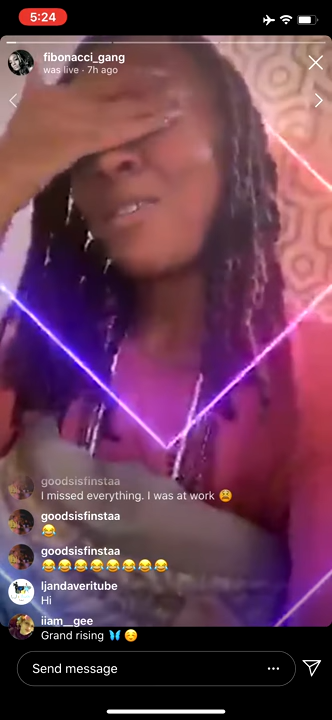 5:24
fibonacci_gang
was live · 7h ago
goodsisfinstaa
I missed everything. I was at work 😫
goodsisfinstaa
😂
goodsisfinstaa
😂😂😂😂😂😂😂😂
ljandaveritube
Hi
iiam__gee
Grand rising 🦋 ☺️
Send message